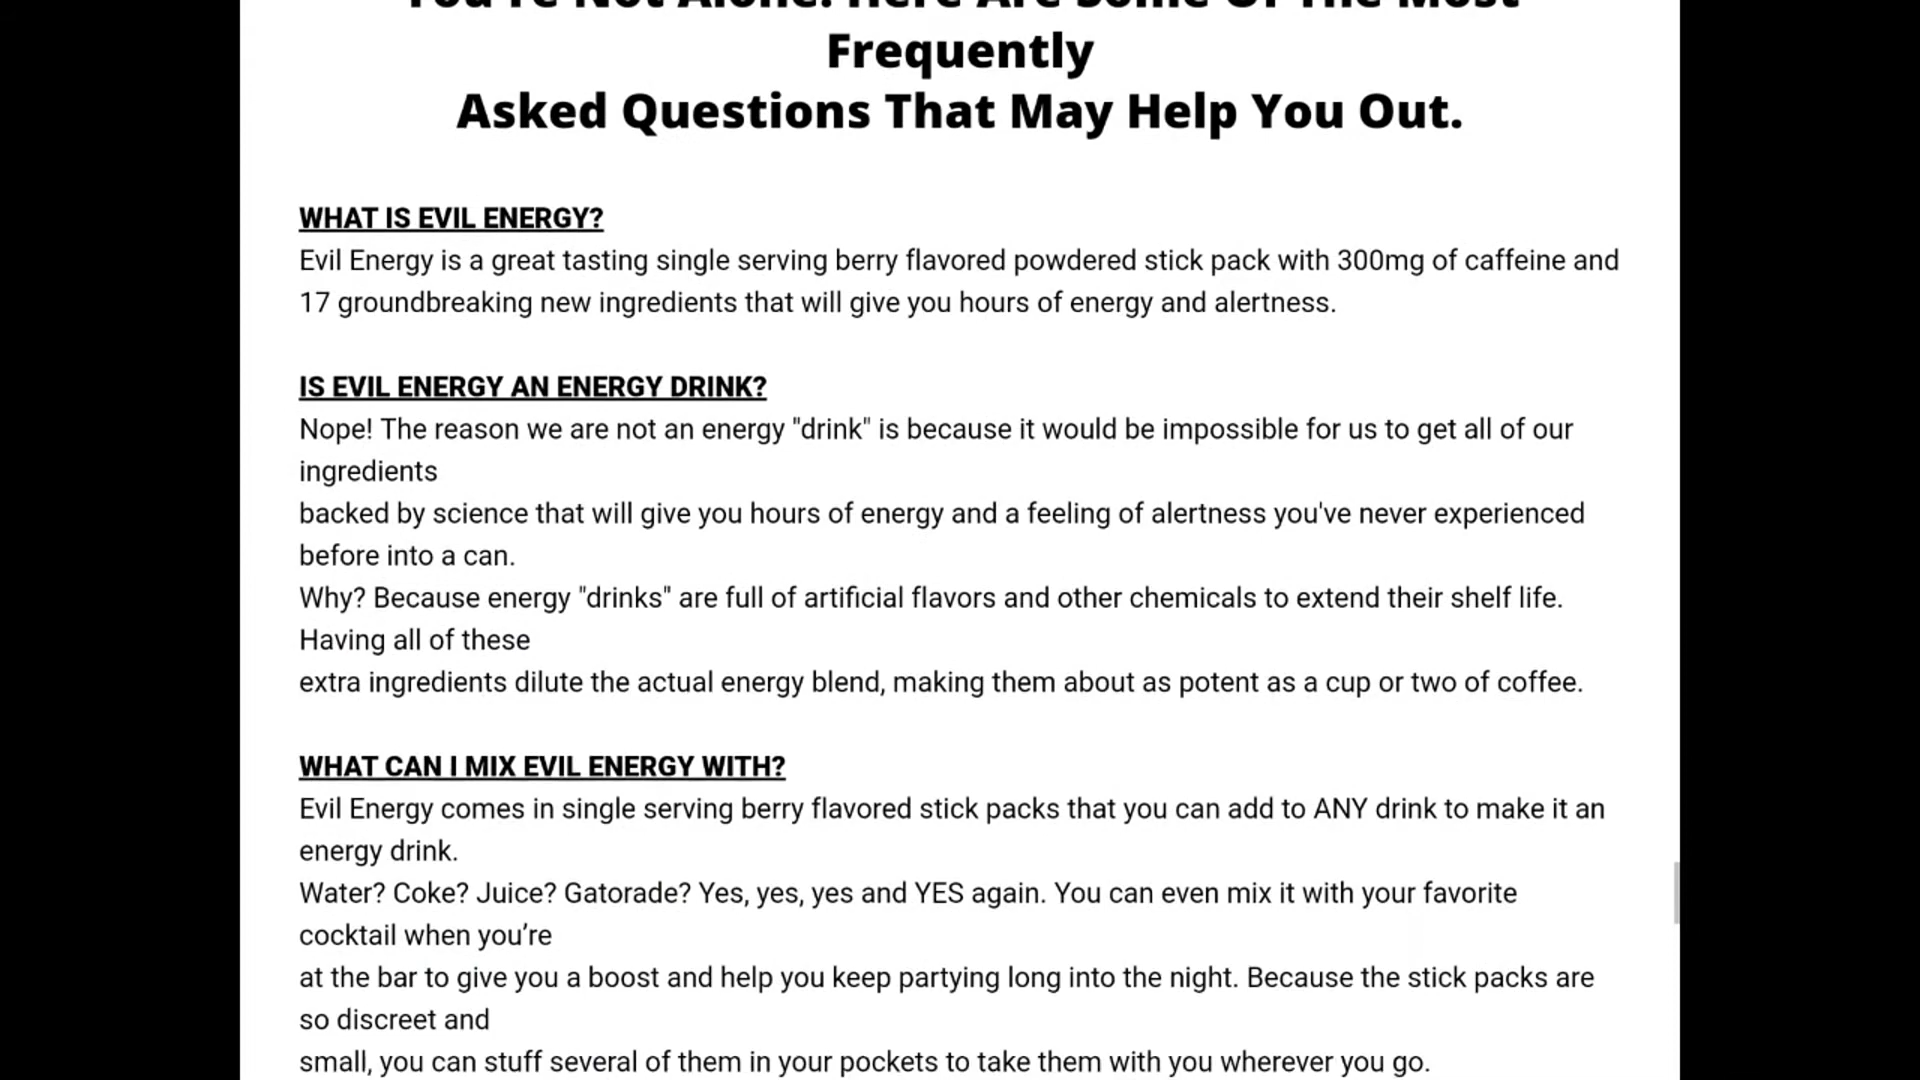 You're Not Alone! Here Are Some Of The Most
Frequently
Asked Questions That May Help You Out.
WHAT IS EVIL ENERGY?
Evil Energy is a great tasting single serving berry flavored powdered stick pack with 300mg of caffeine and
17 groundbreaking new ingredients that will give you hours of energy and alertness.
IS EVIL ENERGY AN ENERGY DRINK?
Nope! The reason we are not an energy "drink" is because it would be impossible for us to get all of our
ingredients
backed by science that will give you hours of energy and a feeling of alertness you've never experienced
before into a can.
Why? Because energy "drinks" are full of artificial flavors and other chemicals to extend their shelf life.
Having all of these
extra ingredients dilute the actual energy blend, making them about as potent as a cup or two of coffee.
WHAT CAN I MIX EVIL ENERGY WITH?
Evil Energy comes in single serving berry flavored stick packs that you can add to ANY drink to make it an
energy drink.
Water? Coke? Juice? Gatorade? Yes, yes, yes and YES again. You can even mix it with your favorite
cocktail when you’re
at the bar to give you a boost and help you keep partying long into the night. Because the stick packs are
so discreet and
small, you can stuff several of them in your pockets to take them with you wherever you go.